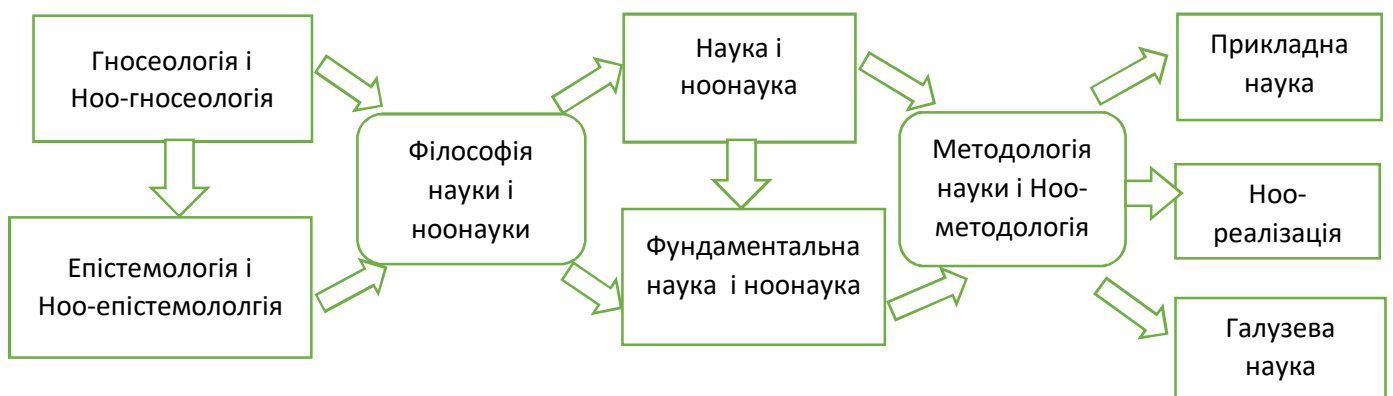 Гносеологія і
Ноо-гносеологія
Епістемологія і
Ноо-епістемололгія
Філософія
науки і
ноонауки
Наука і
ноонаука
Фундаментальна
наука і ноонаука
Методологія
науки і Ноо-
методологія
Прикладна
наука
Ноо-
реалізація
Галузева
наука